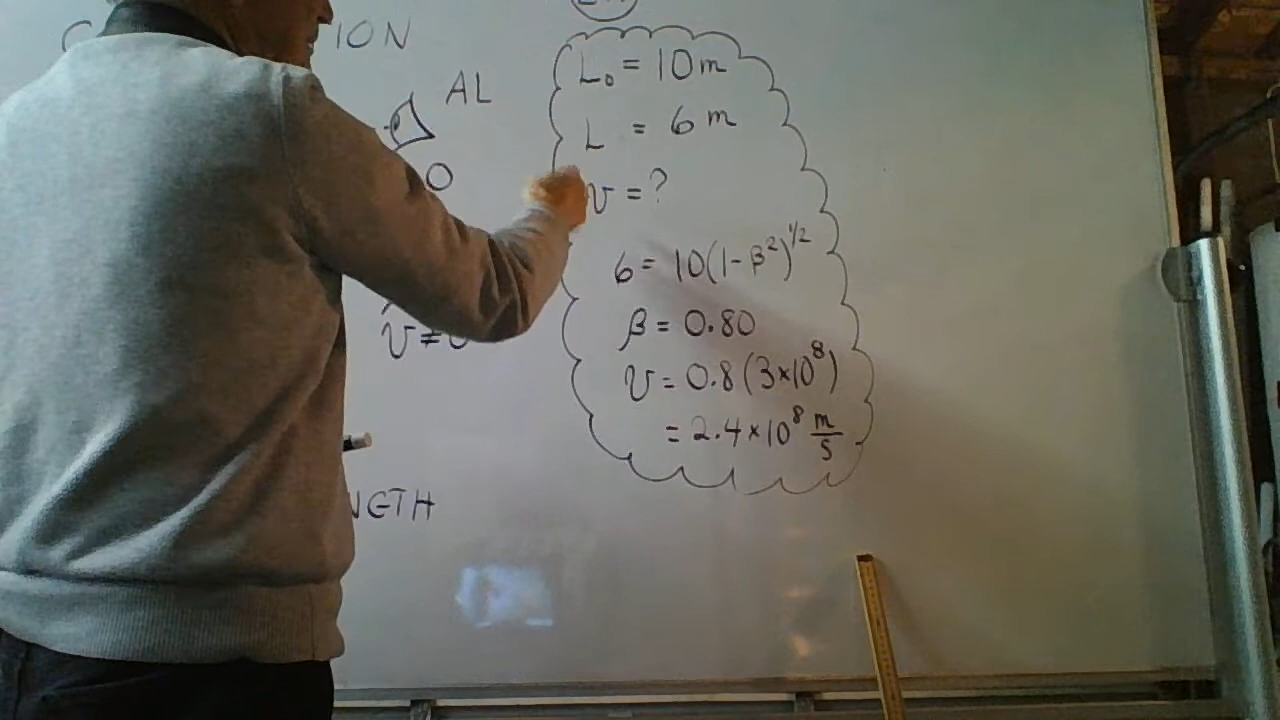 ION
AL
O
L₀ = 10 m
L = 6 m
v = ?
6 = 10(1 - β²)^1/2
β = 0.80
v = 0.8 (3×10⁸)
= 2.4×10⁸ m/s
NGTH